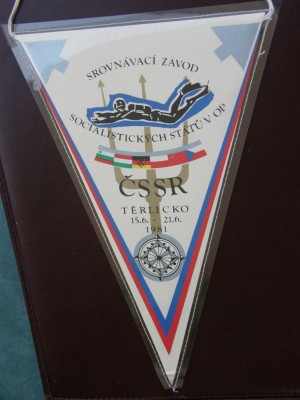 SROVNÁVACÍ ZÁVOD
SOCIALISTICKÝCH STÁTŮ V OP
ČSSR
TĚRLICKO
15.6. – 21.6.
1981